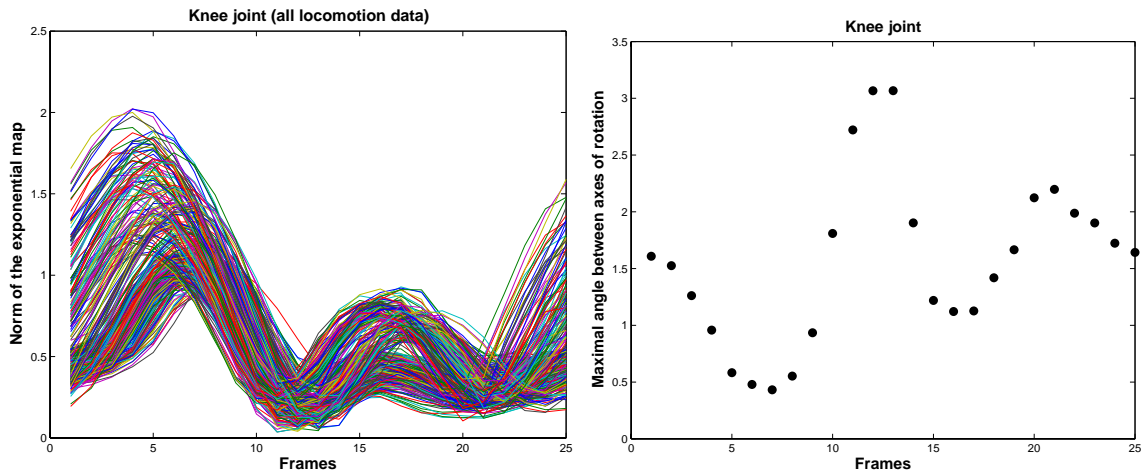 Knee joint (all locomotion data)
2.5
2
1.5
1
0.5
0
0 5 10 15 20 25
Norm of the exponential map
Frames
Knee joint
3.5
3
2.5
2
1.5
1
0.5
0
0 5 10 15 20 25
Maximal angle between axes of rotation
Frames